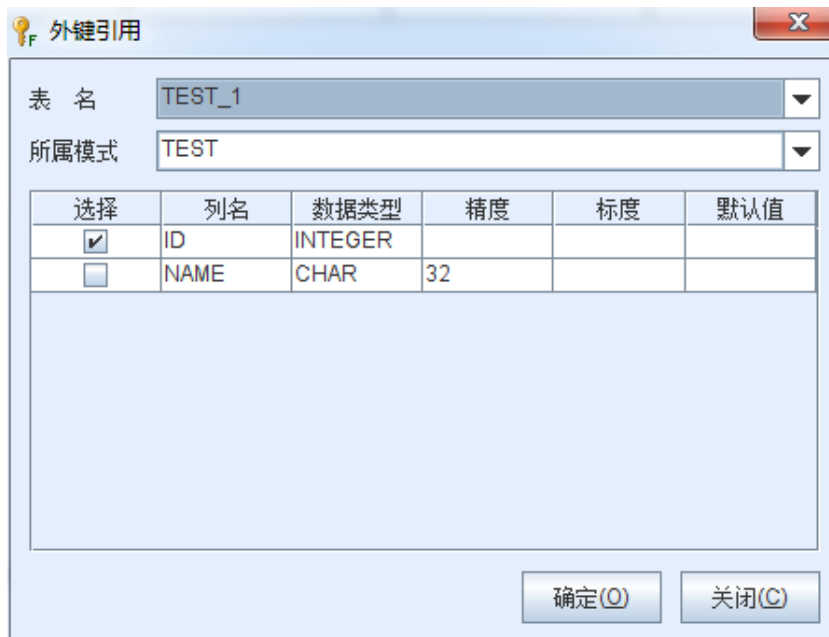 外键引用
表 名 TEST_1
所属模式 TEST
选择 列名 数据类型 精度 标度 默认值
ID INTEGER
NAME CHAR 32
确定(O) 关闭(C)